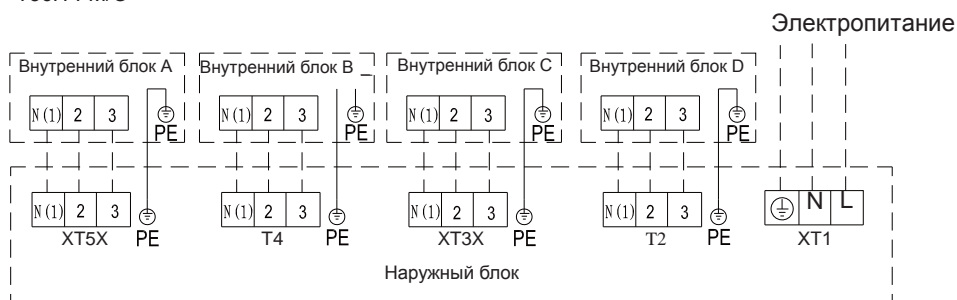 Электропитание
Внутренний блок A Внутренний блок B Внутренний блок C Внутренний блок D
N (1) 2 3 PE N (1) 2 3 PE N (1) 2 3 PE N (1) 2 3 PE
N (1) 2 3 PE N (1) 2 3 PE N (1) 2 3 PE N (1) 2 3 PE N L
XT5X T4 XT3X T2 XT1
Наружный блок